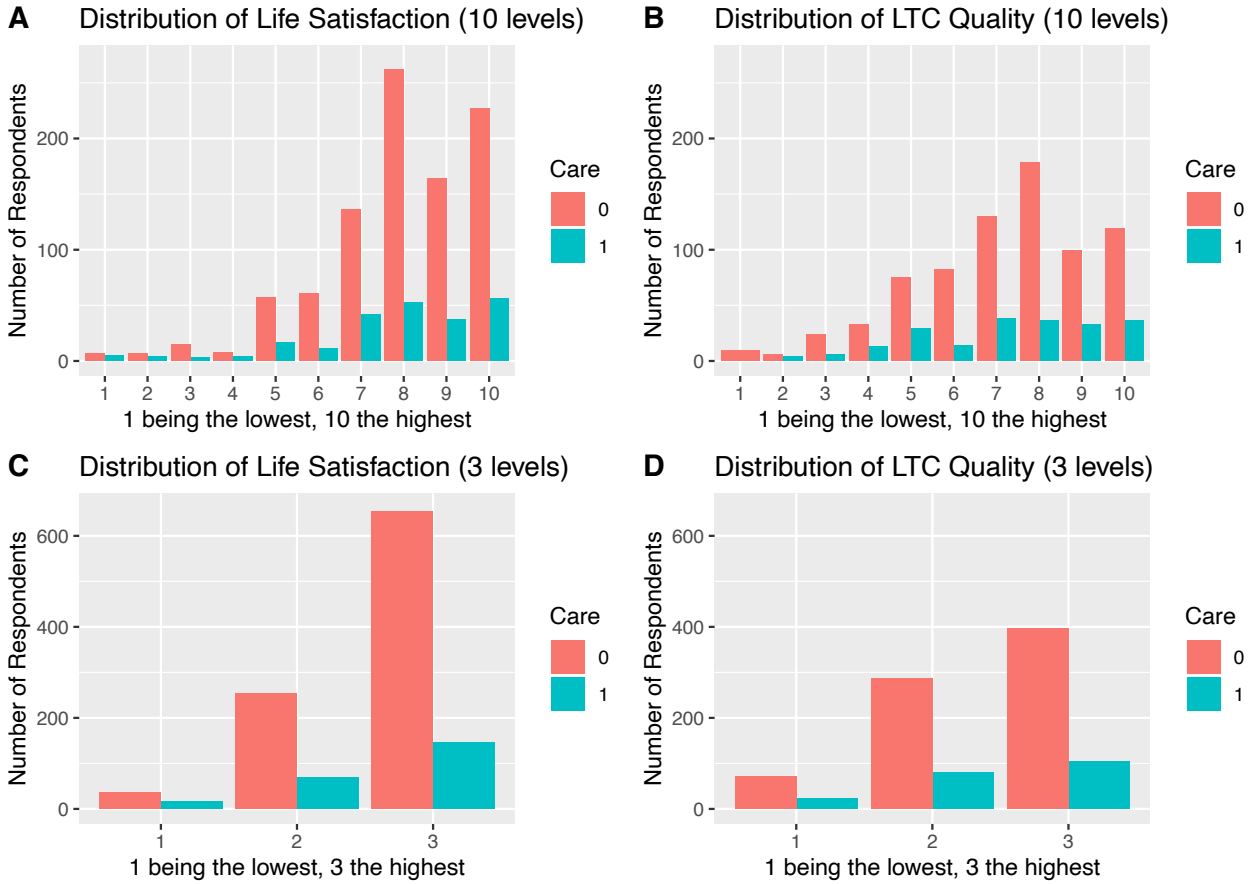 A Distribution of Life Satisfaction (10 levels)
Number of Respondents
200
100
0
1 2 3 4 5 6 7 8 9 10
1 being the lowest, 10 the highest
Care
0
1
B Distribution of LTC Quality (10 levels)
Number of Respondents
200
100
0
1 2 3 4 5 6 7 8 9 10
1 being the lowest, 10 the highest
Care
0
1
C Distribution of Life Satisfaction (3 levels)
Number of Respondents
600
400
200
0
1 2 3
1 being the lowest, 3 the highest
Care
0
1
D Distribution of LTC Quality (3 levels)
Number of Respondents
600
400
200
0
1 2 3
1 being the lowest, 3 the highest
Care
0
1